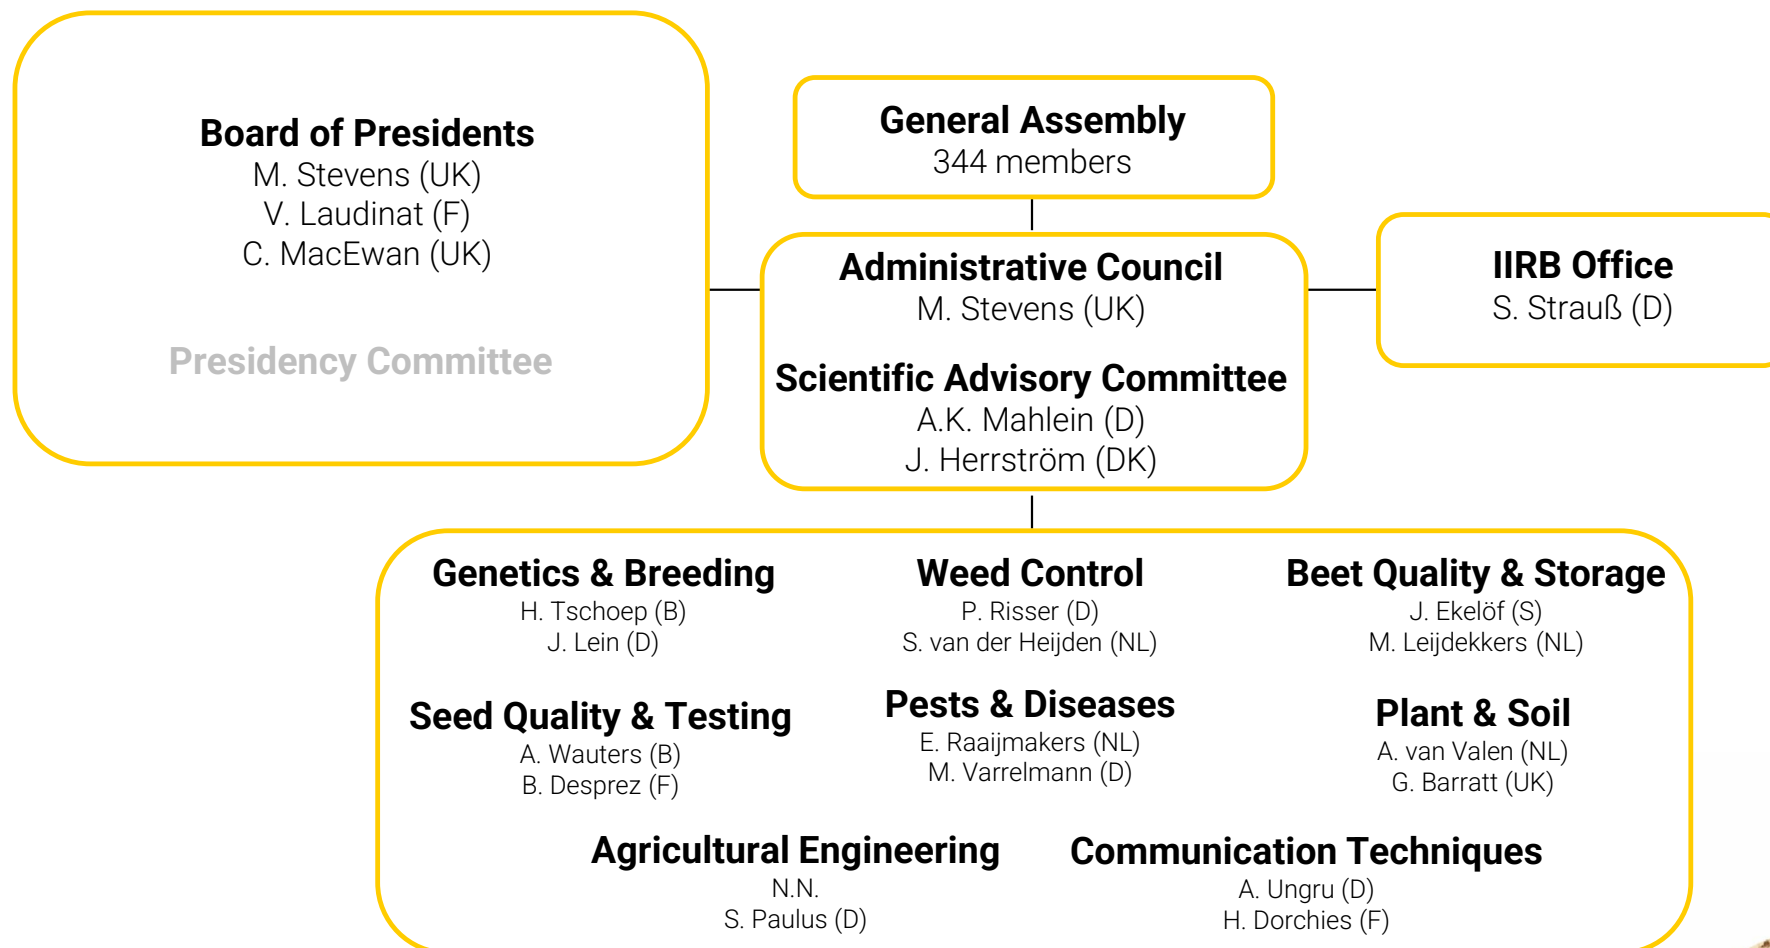 Board of Presidents
M. Stevens (UK)
V. Laudinat (F)
C. MacEwan (UK)
Presidency Committee
General Assembly
344 members
Administrative Council
M. Stevens (UK)
Scientific Advisory Committee
A.K. Mahlein (D)
J. Herrström (DK)
IIRB Office
S. Strauß (D)
Genetics & Breeding
H. Tschoep (B)
J. Lein (D)
Weed Control
P. Risser (D)
S. van der Heijden (NL)
Beet Quality & Storage
J. Ekelöf (S)
M. Leijdekkers (NL)
Seed Quality & Testing
A. Wauters (B)
B. Desprez (F)
Pests & Diseases
E. Raaijmakers (NL)
M. Varrelmann (D)
Plant & Soil
A. van Valen (NL)
G. Barratt (UK)
Agricultural Engineering
N.N.
S. Paulus (D)
Communication Techniques
A. Ungru (D)
H. Dorchies (F)